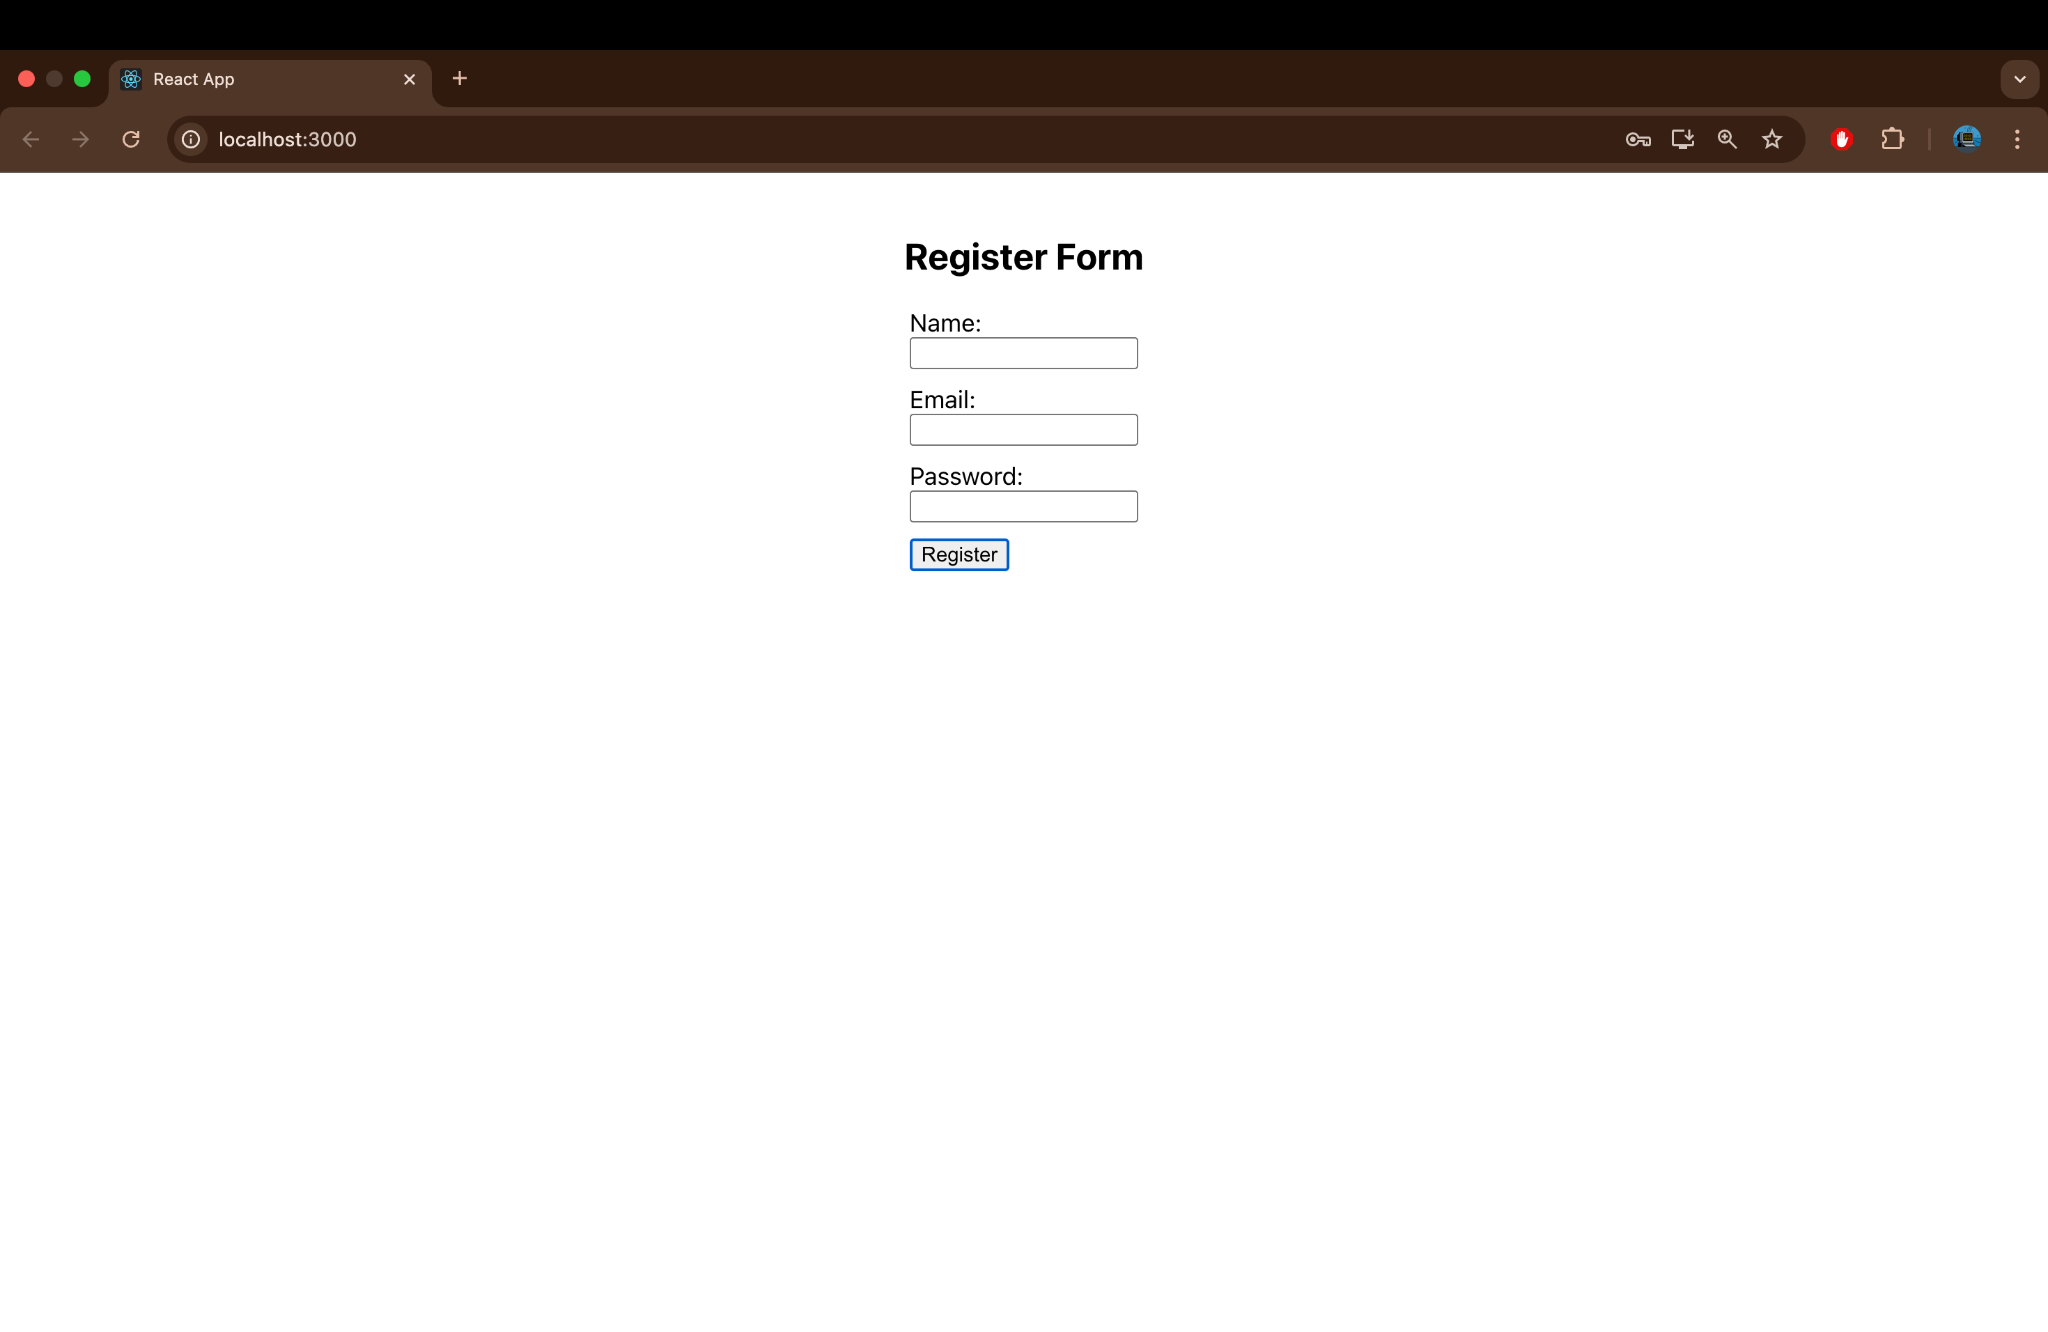 React App
localhost:3000
Register Form
Name:
Email:
Password:
Register